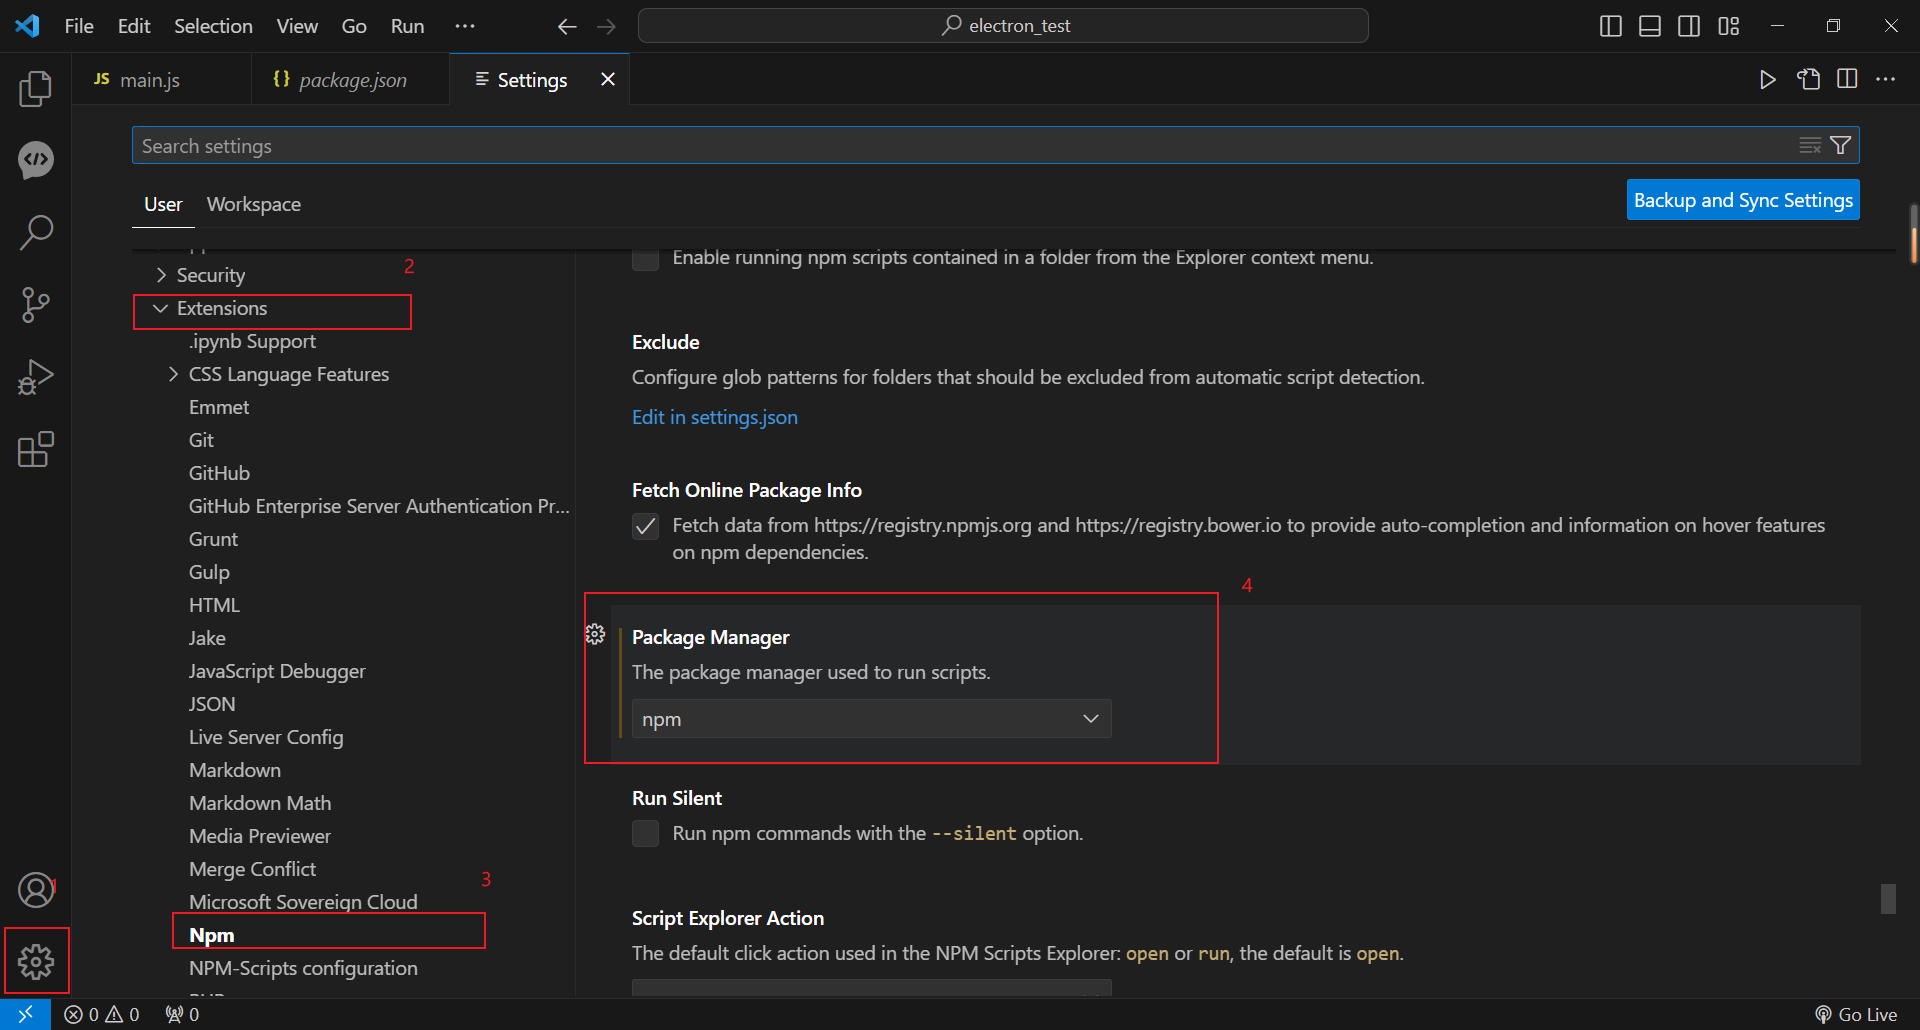 File Edit Selection View Go Run ··· electron_test
JS main.js {} package.json Settings
Search settings
User Workspace Backup and Sync Settings
2
Security
Extensions
.ipynb Support
CSS Language Features
Emmet
Git
GitHub
GitHub Enterprise Server Authentication Pr...
Grunt
Gulp
HTML
Jake
JavaScript Debugger
JSON
Live Server Config
Markdown
Markdown Math
Media Previewer
Merge Conflict
Microsoft Sovereign Cloud
3
Npm
NPM-Scripts configuration
1
Enable running npm scripts contained in a folder from the Explorer context menu.
Exclude
Configure glob patterns for folders that should be excluded from automatic script detection.
Edit in settings.json
Fetch Online Package Info
Fetch data from https://registry.npmjs.org and https://registry.bower.io to provide auto-completion and information on hover features
on npm dependencies.
4
Package Manager
The package manager used to run scripts.
npm
Run Silent
Run npm commands with the --silent option.
Script Explorer Action
The default click action used in the NPM Scripts Explorer: open or run, the default is open.
0 0 0 Go Live